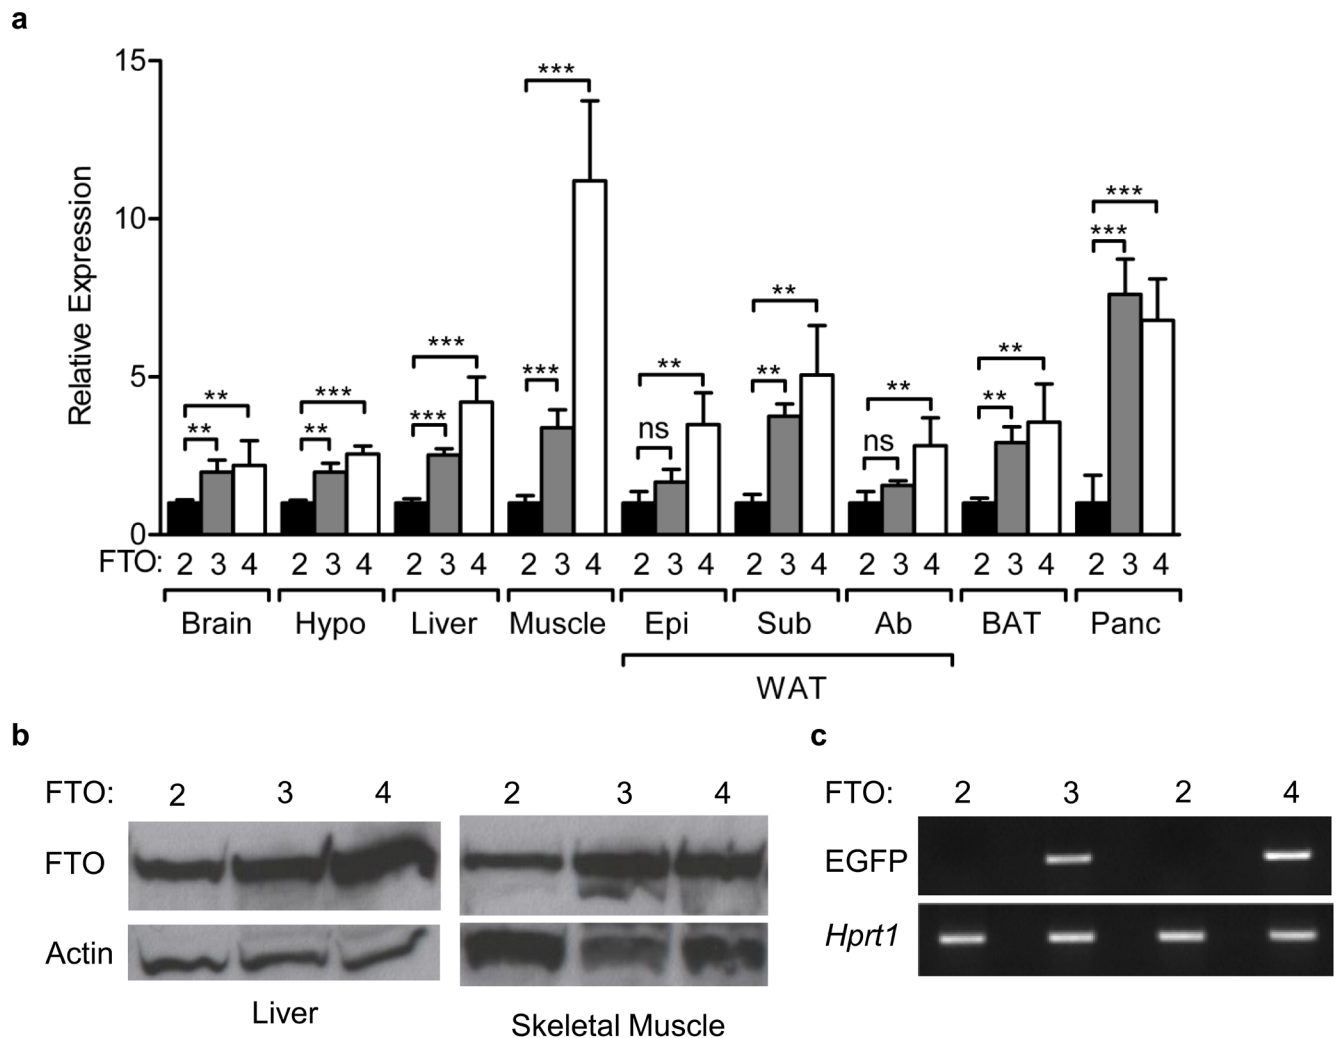 a
15
***
10
***
***
***
**
**
***
**
***
**
5
**
***
**
***
***
**
**
ns
ns
**
**
0
Relative Expression
FTO: 2 3 4 2 3 4 2 3 4 2 3 4 2 3 4 2 3 4 2 3 4 2 3 4 2 3 4
Brain Hypo Liver Muscle Epi Sub Ab BAT Panc
WAT
b c
FTO: 2 3 4 2 3 4 FTO: 2 3 2 4
FTO EGFP
Actin Hprt1
Liver Skeletal Muscle